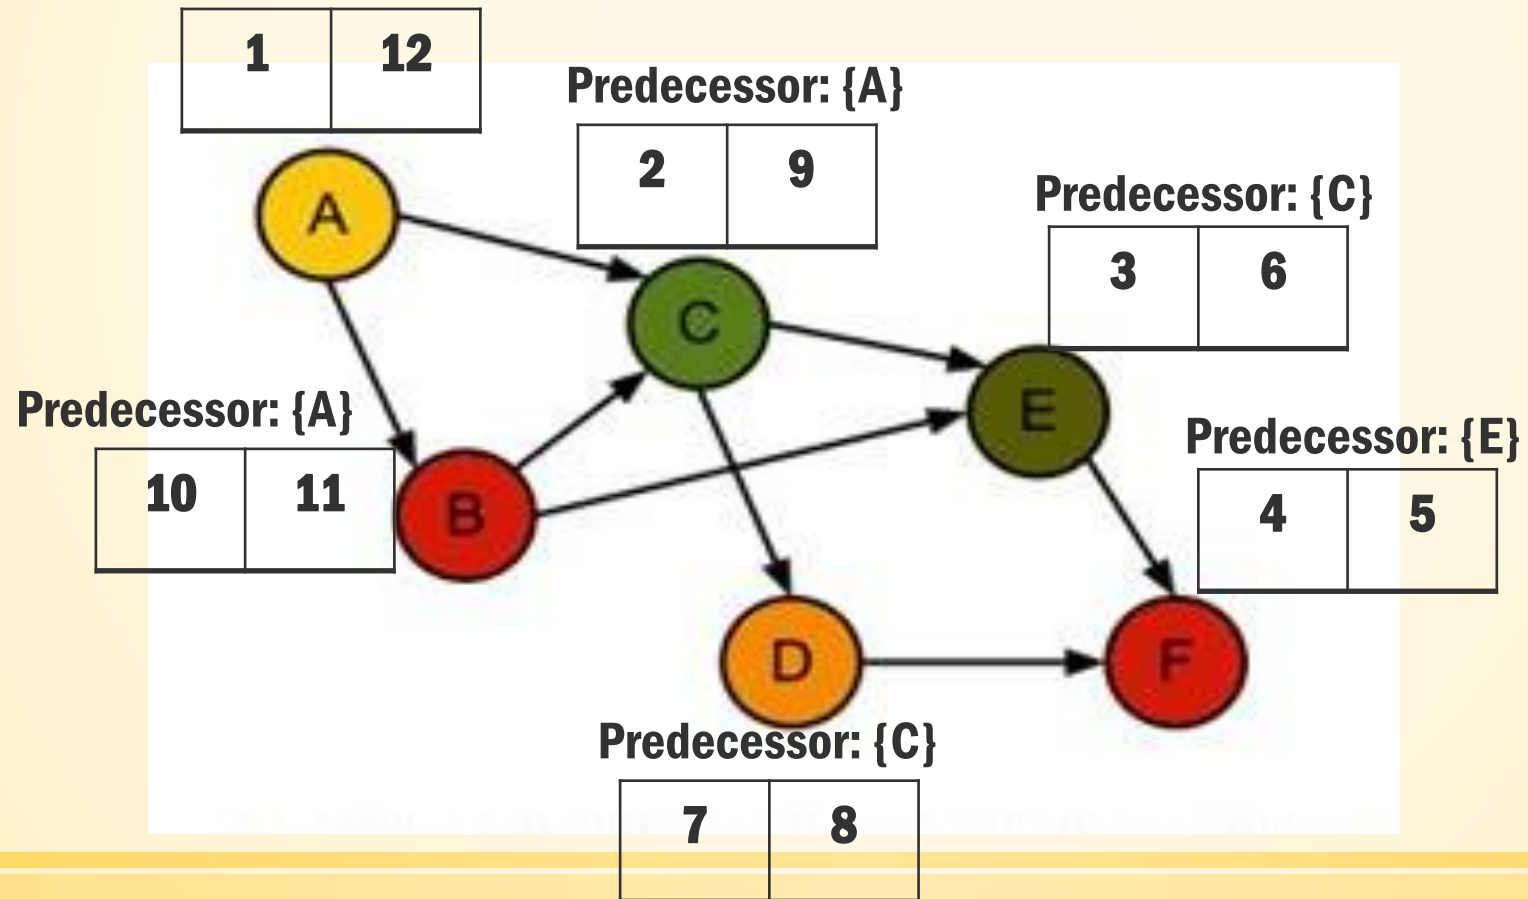 1 12
Predecessor: {A}
2 9
A
Predecessor: {C}
3 6
C
E
Predecessor: {A}
10 11
B
Predecessor: {E}
4 5
D
F
Predecessor: {C}
7 8